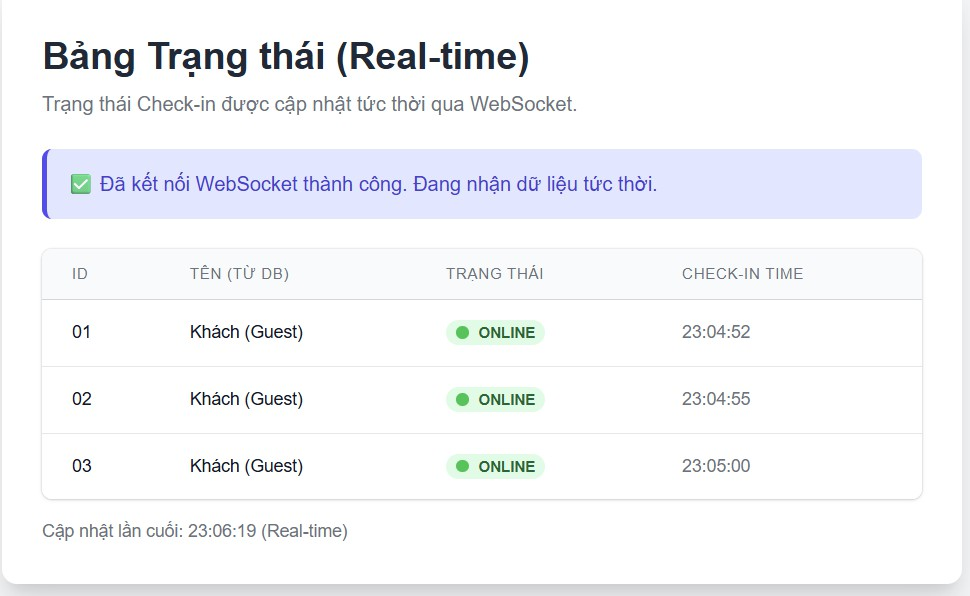 Bảng Trạng thái (Real-time)
Trạng thái Check-in được cập nhật tức thời qua WebSocket.
✅ Đã kết nối WebSocket thành công. Đang nhận dữ liệu tức thời.
ID TÊN (TỪ DB) TRẠNG THÁI CHECK-IN TIME
01 Khách (Guest) ONLINE 23:04:52
02 Khách (Guest) ONLINE 23:04:55
03 Khách (Guest) ONLINE 23:05:00
Cập nhật lần cuối: 23:06:19 (Real-time)